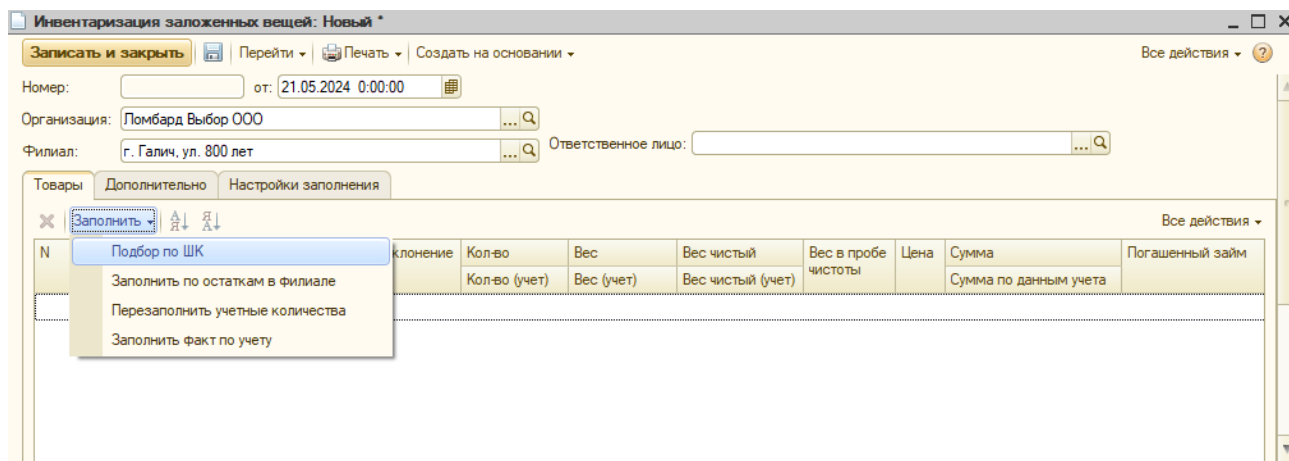 Инвентаризация заложенных вещей: Новый *
Записать и закрыть Перейти Печать Создать на основании Все действия ?
Номер: от: 21.05.2024 0:00:00
Организация: Ломбард Выбор ООО ...
Филиал: г. Галич, ул. 800 лет ... Ответственное лицо: ...
Товары Дополнительно Настройки заполнения
Заполнить Все действия
N клонение Кол-во Вес Вес чистый Вес в пробе чистоты Цена Сумма Погашенный займ
Кол-во (учет) Вес (учет) Вес чистый (учет) Сумма по данным учета
Подбор по ШК
Заполнить по остаткам в филиале
Перезаполнить учетные количества
Заполнить факт по учету